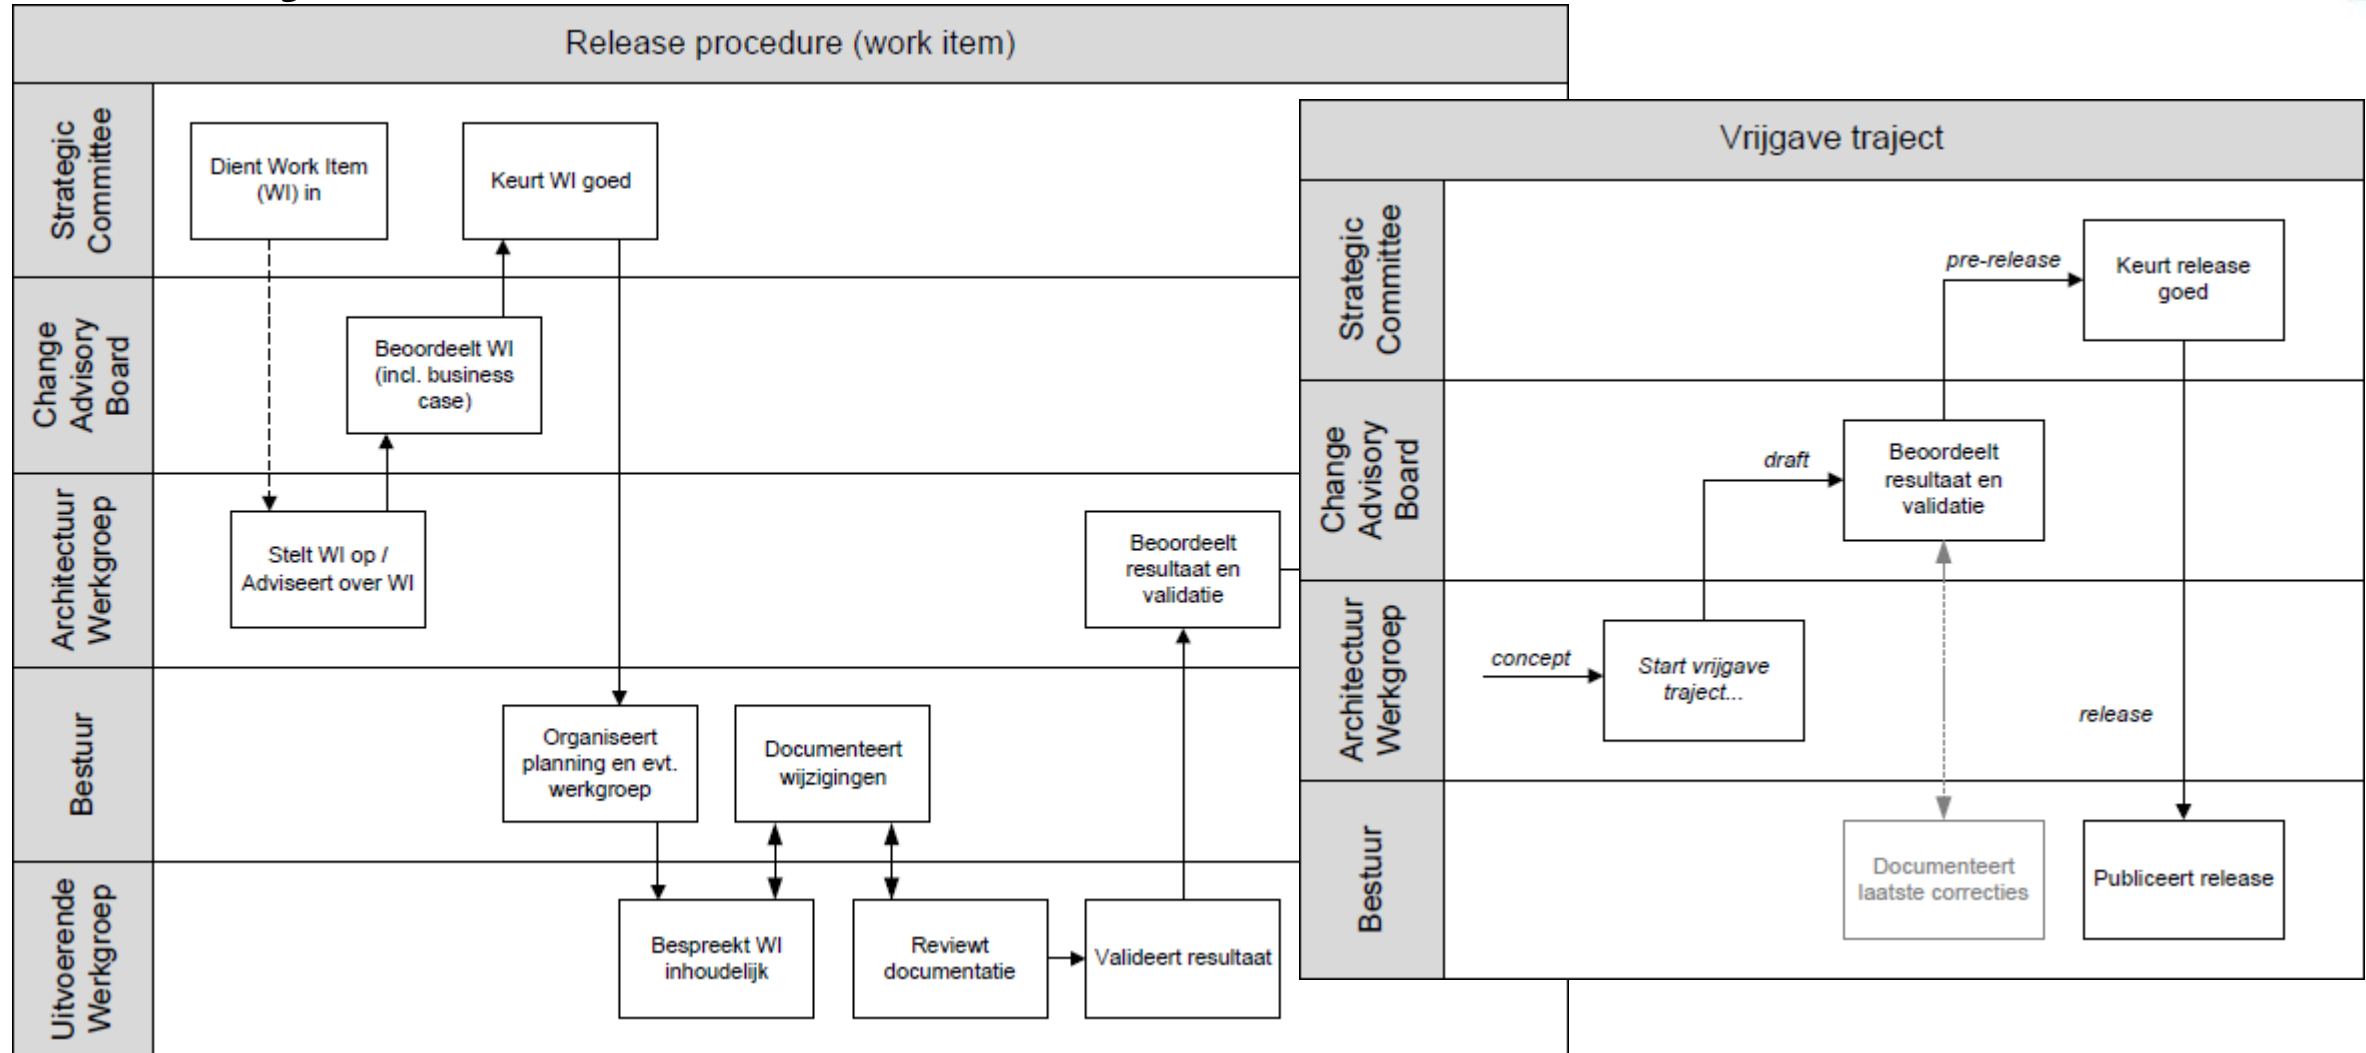 Release procedure (work item)
Strategic
Committee
Dient Work Item
(WI) in
Keurt WI goed
Change
Advisory
Board
Beoordeelt WI
(incl. business
case)
Architectuur
Werkgroep
Stelt WI op /
Adviseert over WI
Beoordeelt
resultaat en
validatie
Bestuur
Organiseert
planning en evt.
werkgroep
Documenteert
wijzigingen
Uitvoerende
Werkgroep
Bespreekt WI
inhoudelijk
Reviewt
documentatie
Valideert resultaat
Vrijgave traject
Strategic
Committee
pre-release
Keurt release
goed
Change
Advisory
Board
draft
Beoordeelt
resultaat en
validatie
Architectuur
Werkgroep
concept
Start vrijgave
traject...
release
Bestuur
Documenteert
laatste correcties
Publiceert release